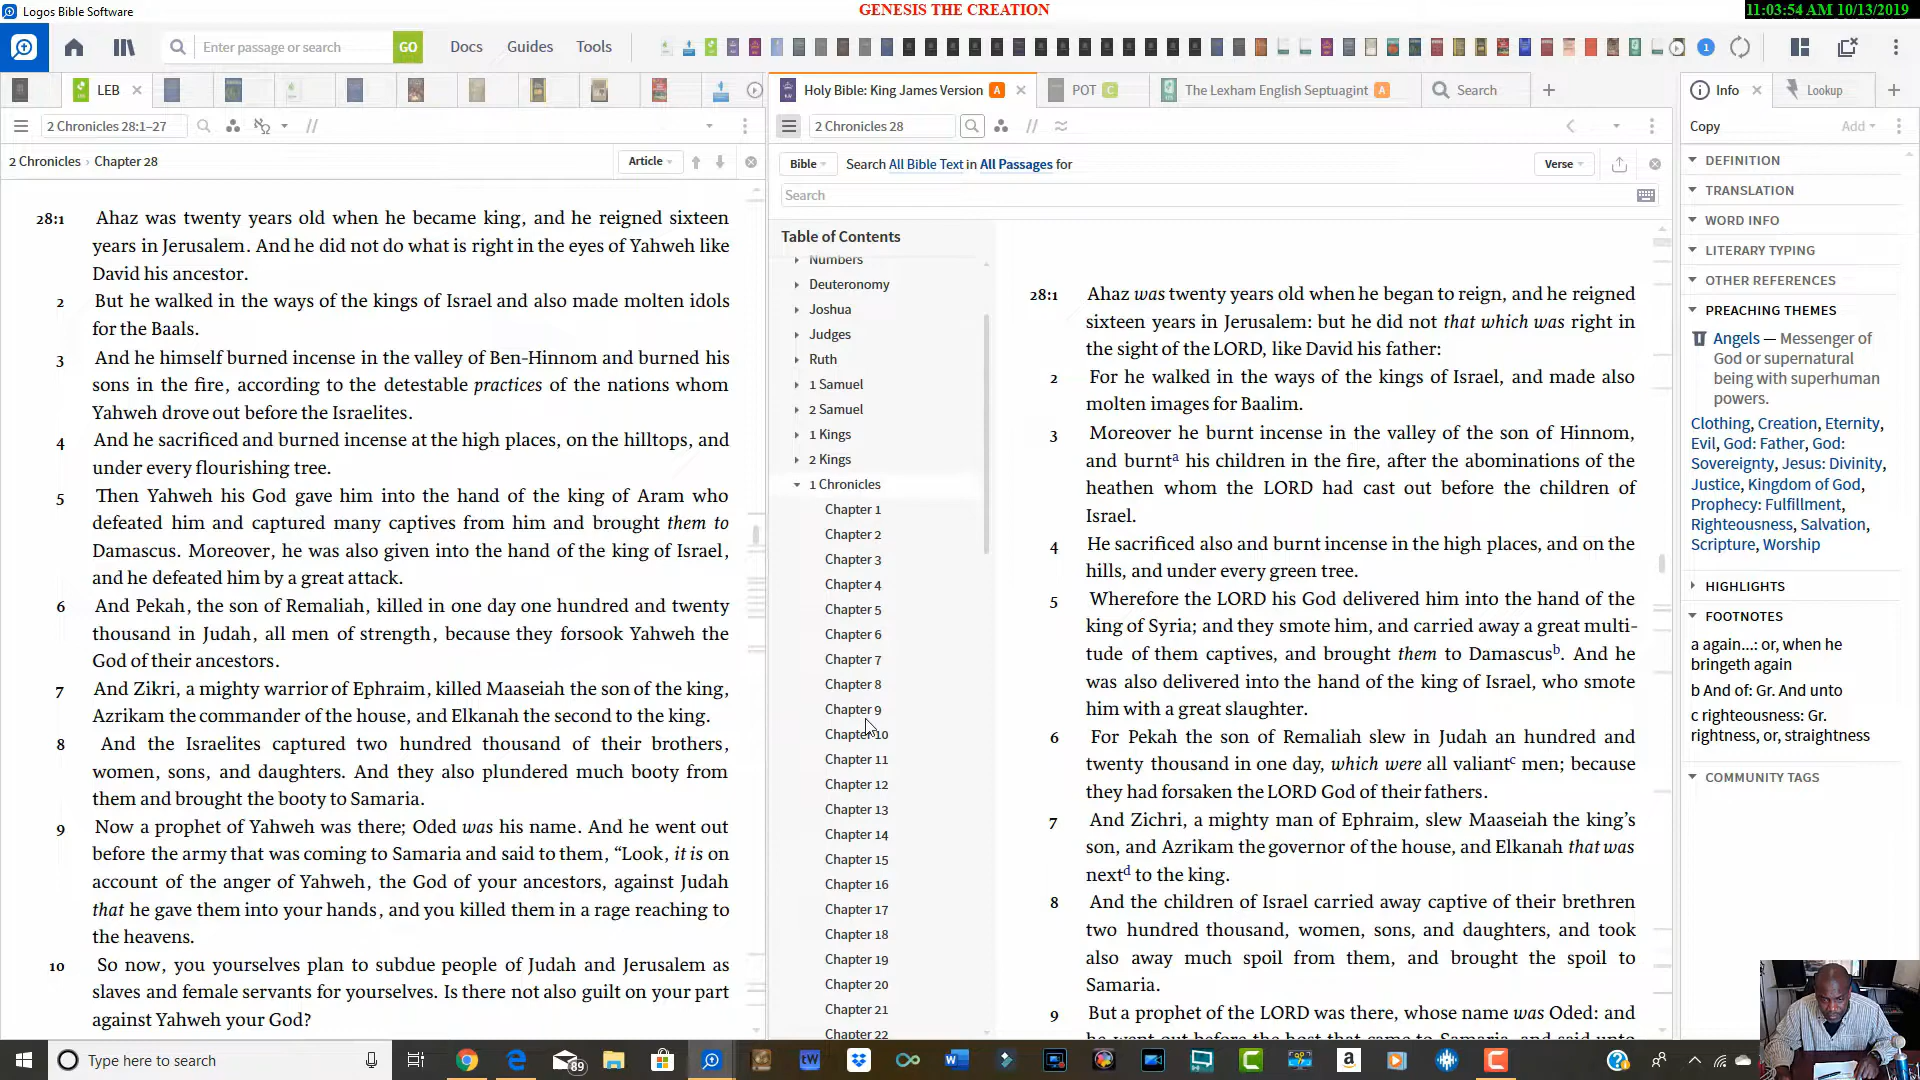 Logos Bible Software
GENESIS THE CREATION
11:03:54 AM 10/13/2019
Enter passage or search
GO
Docs
Guides
Tools
1
LEB
Holy Bible: King James Version A
POT C
The Lexham English Septuagint A
Search
Info
Lookup
2 Chronicles 28:1–27
2 Chronicles 28
Copy
Add
2 Chronicles › Chapter 28
Article
Bible
Search All Bible Text in All Passages for
Verse
Search
28:1 Ahaz was twenty years old when he became king, and he reigned sixteen
years in Jerusalem. And he did not do what is right in the eyes of Yahweh like
David his ancestor.
2 But he walked in the ways of the kings of Israel and also made molten idols
for the Baals.
3 And he himself burned incense in the valley of Ben-Hinnom and burned his
sons in the fire, according to the detestable practices of the nations whom
Yahweh drove out before the Israelites.
4 And he sacrificed and burned incense at the high places, on the hilltops, and
under every flourishing tree.
5 Then Yahweh his God gave him into the hand of the king of Aram who
defeated him and captured many captives from him and brought them to
Damascus. Moreover, he was also given into the hand of the king of Israel,
and he defeated him by a great attack.
6 And Pekah, the son of Remaliah, killed in one day one hundred and twenty
thousand in Judah, all men of strength, because they forsook Yahweh the
God of their ancestors.
7 And Zikri, a mighty warrior of Ephraim, killed Maaseiah the son of the king,
Azrikam the commander of the house, and Elkanah the second to the king.
8 And the Israelites captured two hundred thousand of their brothers,
women, sons, and daughters. And they also plundered much booty from
them and brought the booty to Samaria.
9 Now a prophet of Yahweh was there; Oded was his name. And he went out
before the army that was coming to Samaria and said to them, “Look, it is on
account of the anger of Yahweh, the God of your ancestors, against Judah
that he gave them into your hands, and you killed them in a rage reaching to
the heavens.
10 So now, you yourselves plan to subdue people of Judah and Jerusalem as
slaves and female servants for yourselves. Is there not also guilt on your part
against Yahweh your God?
Table of Contents
Numbers
Deuteronomy
Joshua
Judges
Ruth
1 Samuel
2 Samuel
1 Kings
2 Kings
1 Chronicles
Chapter 1
Chapter 2
Chapter 3
Chapter 4
Chapter 5
Chapter 6
Chapter 7
Chapter 8
Chapter 9
Chapter 10
Chapter 11
Chapter 12
Chapter 13
Chapter 14
Chapter 15
Chapter 16
Chapter 17
Chapter 18
Chapter 19
Chapter 20
Chapter 21
Chapter 22
28:1 Ahaz was twenty years old when he began to reign, and he reigned
sixteen years in Jerusalem: but he did not that which was right in
the sight of the LORD, like David his father:
2 For he walked in the ways of the kings of Israel, and made also
molten images for Baalim.
3 Moreover he burnt incense in the valley of the son of Hinnom,
and burnta his children in the fire, after the abominations of the
heathen whom the LORD had cast out before the children of
Israel.
4 He sacrificed also and burnt incense in the high places, and on the
hills, and under every green tree.
5 Wherefore the LORD his God delivered him into the hand of the
king of Syria; and they smote him, and carried away a great multi-
tude of them captives, and brought them to Damascusb. And he
was also delivered into the hand of the king of Israel, who smote
him with a great slaughter.
6 For Pekah the son of Remaliah slew in Judah an hundred and
twenty thousand in one day, which were all valiantc men; because
they had forsaken the LORD God of their fathers.
7 And Zichri, a mighty man of Ephraim, slew Maaseiah the king’s
son, and Azrikam the governor of the house, and Elkanah that was
nextd to the king.
8 And the children of Israel carried away captive of their brethren
two hundred thousand, women, sons, and daughters, and took
also away much spoil from them, and brought the spoil to
Samaria.
9 But a prophet of the LORD was there, whose name was Oded: and
he went out before the host that came to Samaria, and said unto
DEFINITION
TRANSLATION
WORD INFO
LITERARY TYPING
OTHER REFERENCES
PREACHING THEMES
Angels — Messenger of
God or supernatural
being with superhuman
powers.
Clothing, Creation, Eternity,
Evil, God: Father, God:
Sovereignty, Jesus: Divinity,
Justice, Kingdom of God,
Prophecy: Fulfillment,
Righteousness, Salvation,
Scripture, Worship
HIGHLIGHTS
FOOTNOTES
a again....: or, when he
bringeth again
b And of: Gr. And unto
c righteousness: Gr.
rightness, or, straightness
COMMUNITY TAGS
Type here to search
89